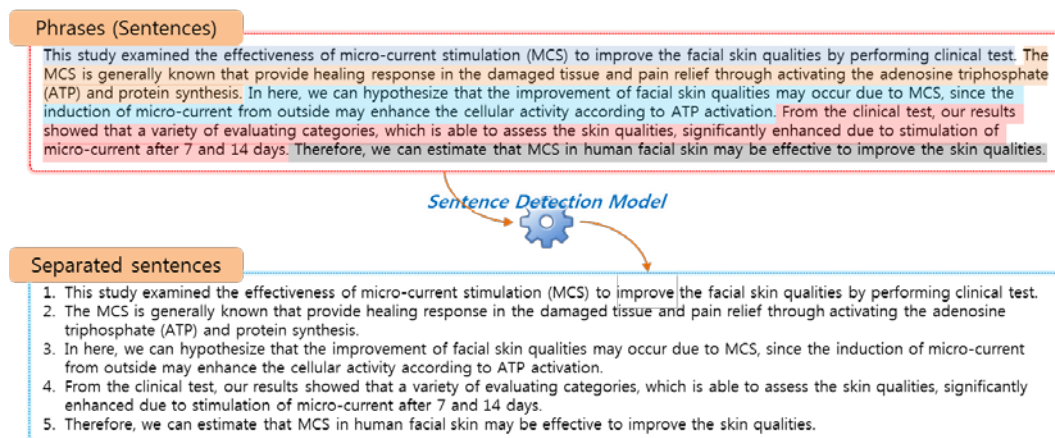 Phrases (Sentences)
This study examined the effectiveness of micro-current stimulation (MCS) to improve the facial skin qualities by performing clinical test. The
MCS is generally known that provide healing response in the damaged tissue and pain relief through activating the adenosine triphosphate
(ATP) and protein synthesis. In here, we can hypothesize that the improvement of facial skin qualities may occur due to MCS, since the
induction of micro-current from outside may enhance the cellular activity according to ATP activation. From the clinical test, our results
showed that a variety of evaluating categories, which is able to assess the skin qualities, significantly enhanced due to stimulation of
micro-current after 7 and 14 days. Therefore, we can estimate that MCS in human facial skin may be effective to improve the skin qualities.
Sentence Detection Model
Separated sentences
1. This study examined the effectiveness of micro-current stimulation (MCS) to improve the facial skin qualities by performing clinical test.
2. The MCS is generally known that provide healing response in the damaged tissue and pain relief through activating the adenosine
triphosphate (ATP) and protein synthesis.
3. In here, we can hypothesize that the improvement of facial skin qualities may occur due to MCS, since the induction of micro-current
from outside may enhance the cellular activity according to ATP activation.
4. From the clinical test, our results showed that a variety of evaluating categories, which is able to assess the skin qualities, significantly
enhanced due to stimulation of micro-current after 7 and 14 days.
5. Therefore, we can estimate that MCS in human facial skin may be effective to improve the skin qualities.